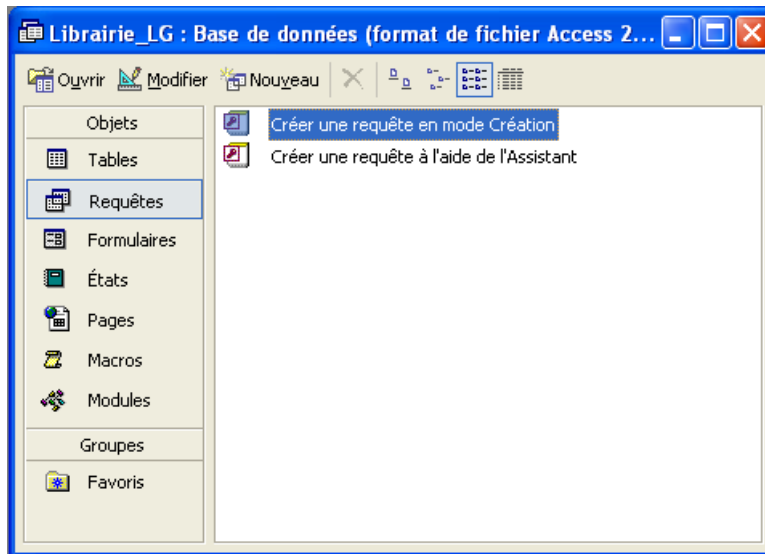 Librairie_LG : Base de données (format de fichier Access 2...
Ouvrir Modifier Nouveau
Objets
Tables
Requêtes
Formulaires
États
Pages
Macros
Modules
Groupes
Favoris
Créer une requête en mode Création
Créer une requête à l'aide de l'Assistant